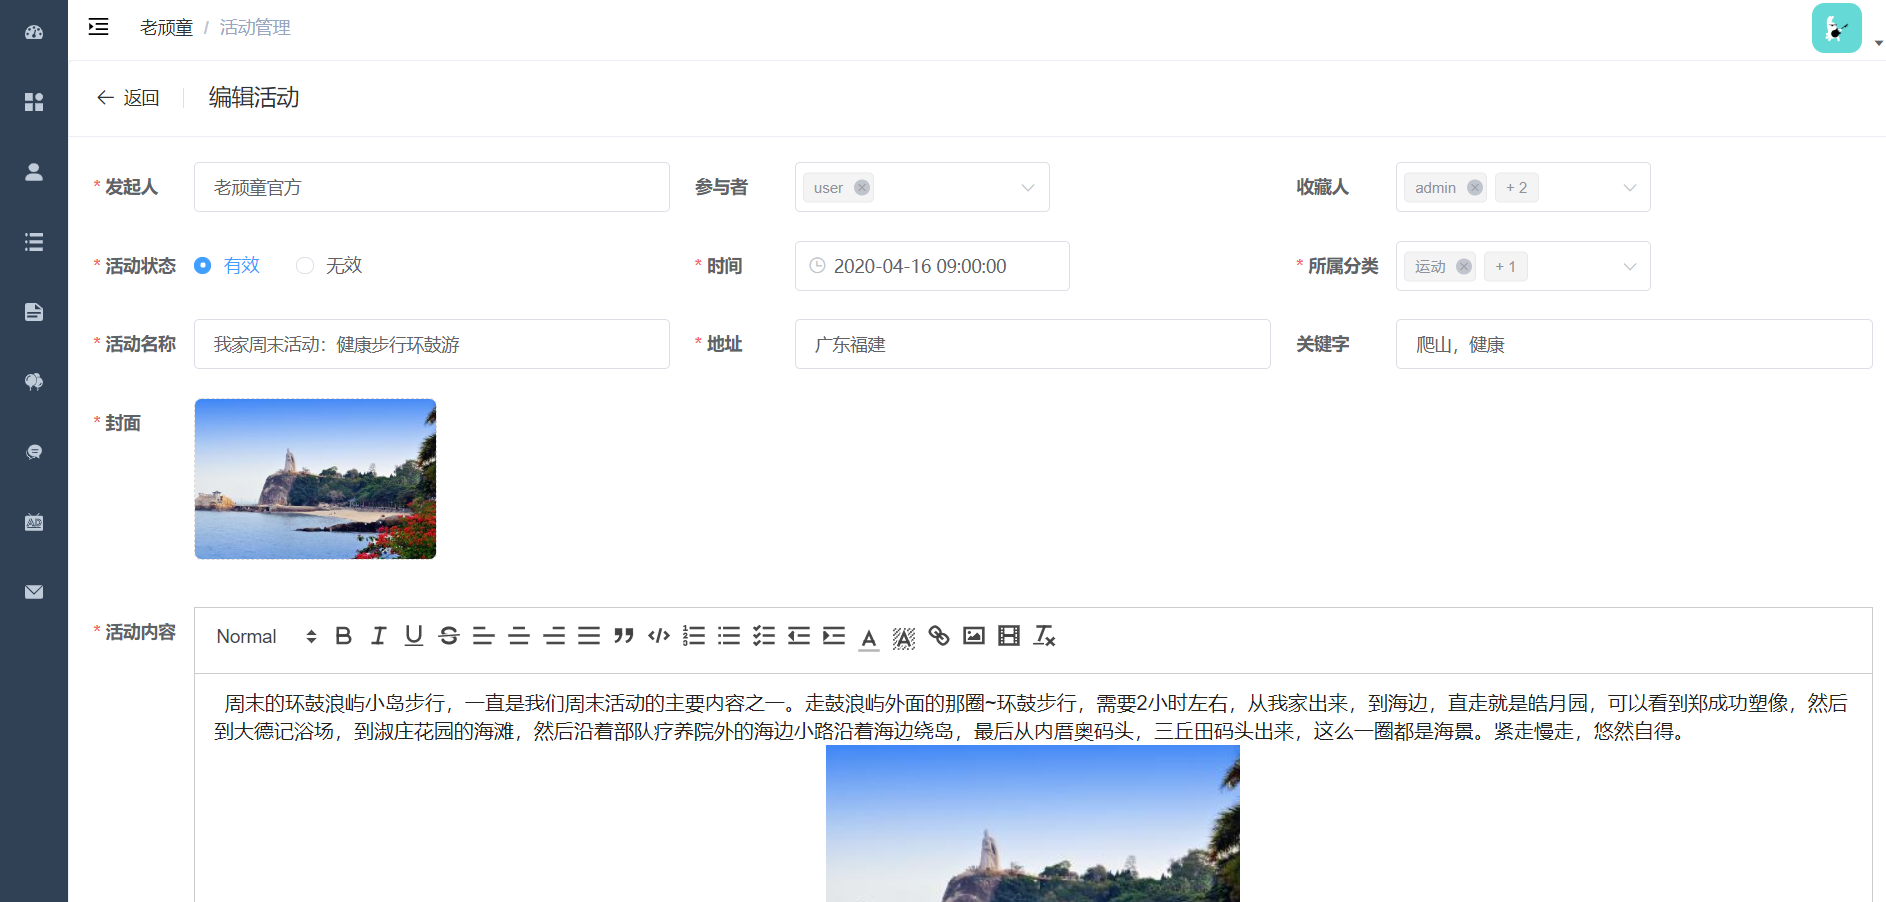 老顽童 / 活动管理
返回 编辑活动
* 发起人 老顽童官方 参与者 user 收藏人 admin + 2
* 活动状态 有效 无效 * 时间 2020-04-16 09:00:00 * 所属分类 运动 + 1
* 活动名称 我家周末活动：健康步行环鼓游 * 地址 广东福建 关键字 爬山，健康
* 封面
* 活动内容 Normal
周末的环鼓浪屿小岛步行，一直是我们周末活动的主要内容之一。走鼓浪屿外面的那圈~环鼓步行，需要2小时左右，从我家出来，到海边，直走就是皓月园，可以看到郑成功塑像，然后
到大德记浴场，到淑庄花园的海滩，然后沿着部队疗养院外的海边小路沿着海边绕岛，最后从内厝奥码头，三丘田码头出来，这么一圈都是海景。紧走慢走，悠然自得。